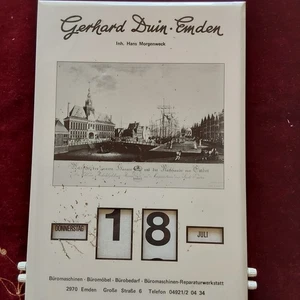 Gerhard Duin · Emden
Inh. Hans Morgeneack
DONNERSTAG
18
JULI
Büromaschinen · Büromöbel · Bürobedarf · Büromaschinen-Reparaturwerkstatt
2970 Emden Große Straße 6 Telefon 04921/2 04 34